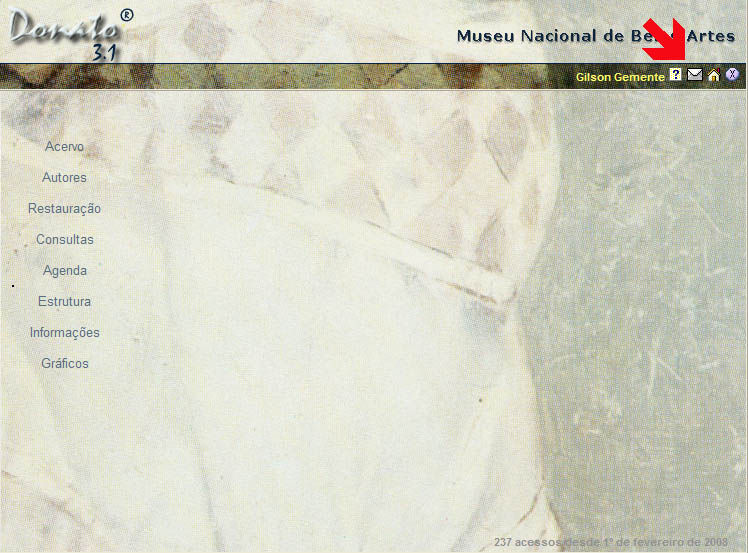 Donato ®
3.1
Museu Nacional de Belas Artes
Gilson Gemente ? X
Acervo
Autores
Restauração
Consultas
Agenda
Estrutura
Informações
Gráficos
237 acessos desde 1º de fevereiro de 2008